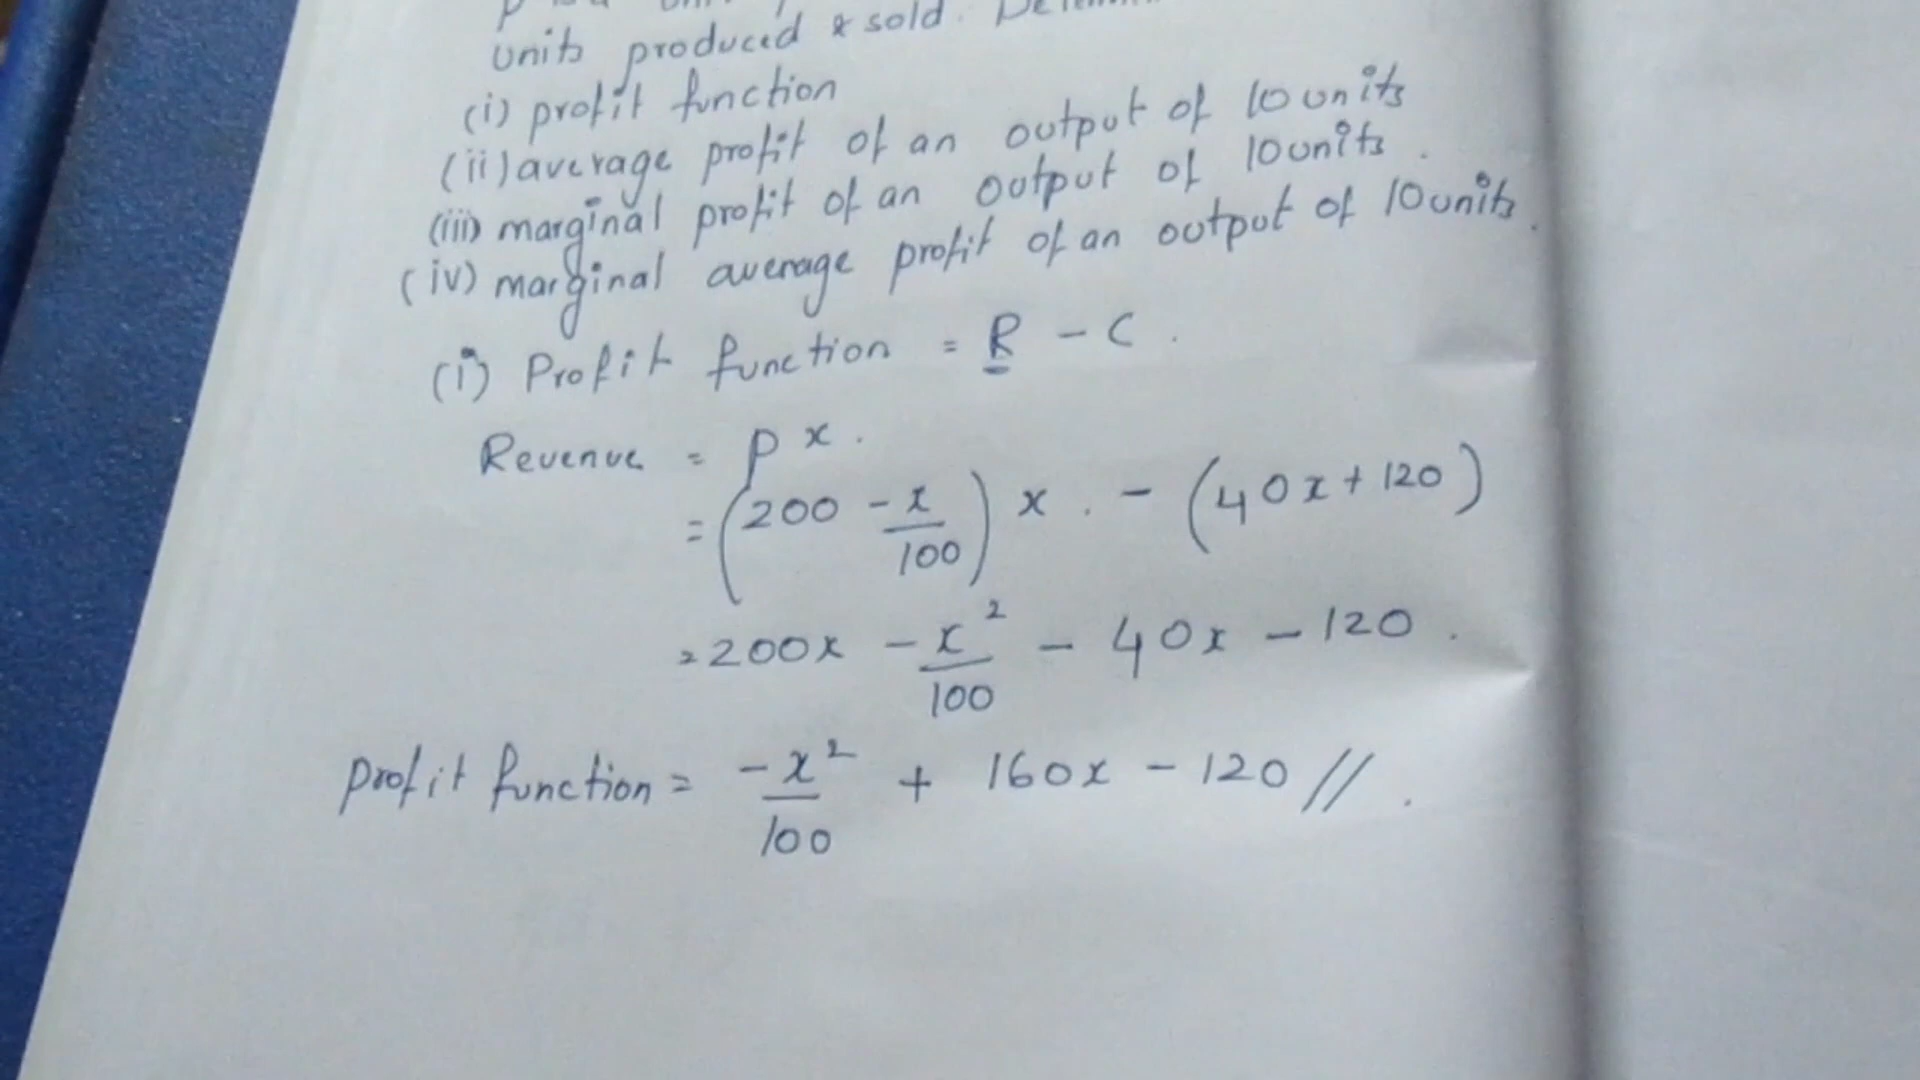 units produced & sold.
(i) profit function
(ii) average profit of an output of 10 units
(iii) marginal profit of an output of 10 units.
(iv) marginal average profit of an output of 10 units.
(i) Profit function = R - C.
Revenue = px.
= (200 - x/100) x. - (40x + 120)
= 200x - x²/100 - 40x - 120.
profit function = -x²/100 + 160x - 120 //.